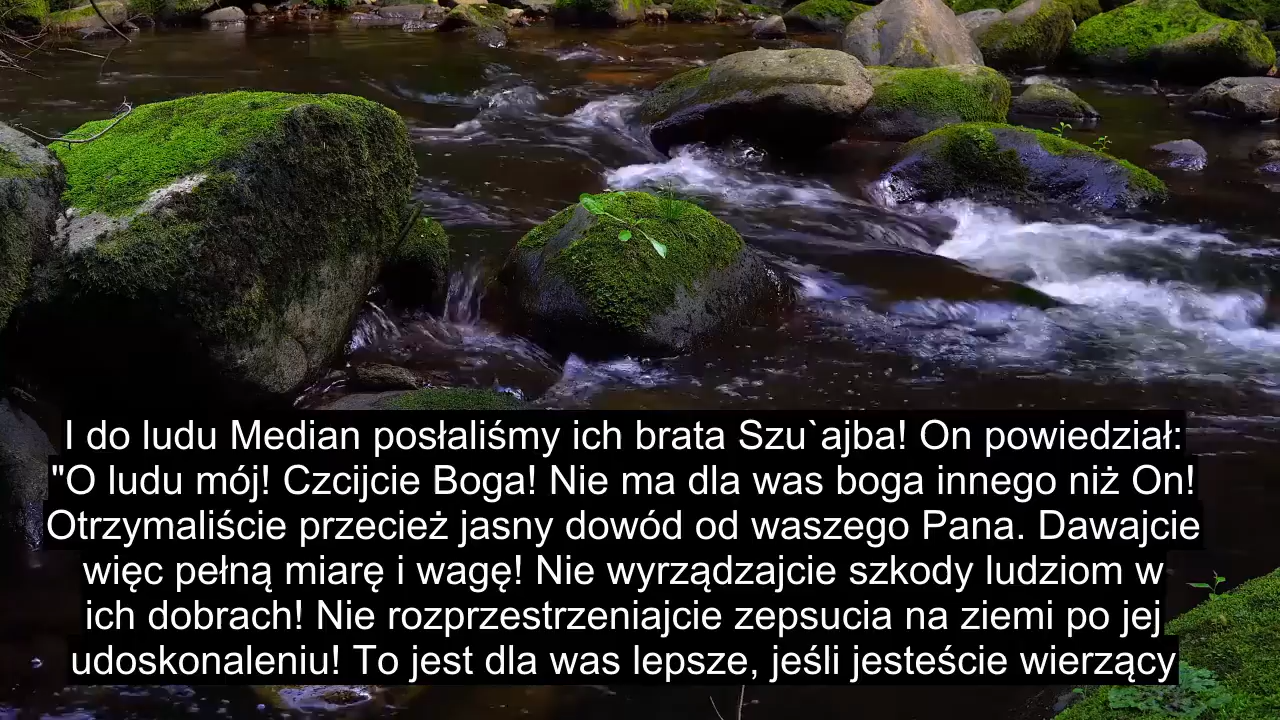 I do ludu Median posłaliśmy ich brata Szu`ajba! On powiedział:
"O ludu mój! Czcijcie Boga! Nie ma dla was boga innego niż On!
Otrzymaliście przecież jasny dowód od waszego Pana. Dawajcie
więc pełną miarę i wagę! Nie wyrządzajcie szkody ludziom w
ich dobrach! Nie rozprzestrzeniajcie zepsucia na ziemi po jej
udoskonaleniu! To jest dla was lepsze, jeśli jesteście wierzący